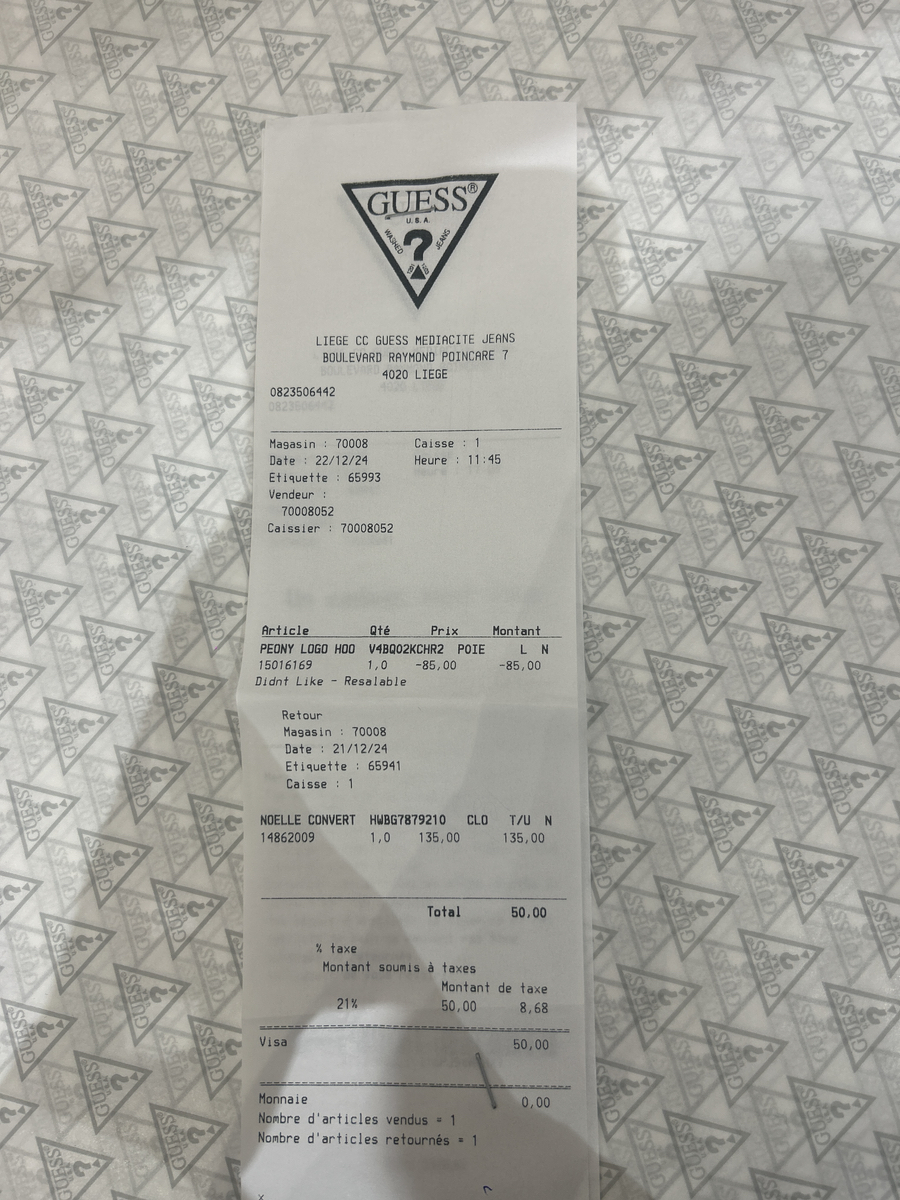 GUESS®
U.S.A.
WASHED ? JEANS
LIEGE CC GUESS MEDIACITE JEANS
BOULEVARD RAYMOND POINCARE 7
4020 LIEGE
0823506442
Magasin : 70008 Caisse : 1
Date : 22/12/24 Heure : 11:45
Etiquette : 65993
Vendeur :
70008052
Caissier : 70008052
Article Qté Prix Montant
PEONY LOGO HOO V4BQ02KCHR2 POIE L N
15016169 1,0 -85,00 -85,00
Didnt Like - Resalable
Retour
Magasin : 70008
Date : 21/12/24
Etiquette : 65941
Caisse : 1
NOELLE CONVERT HWBG7879210 CLO T/U N
14862009 1,0 135,00 135,00
Total 50,00
% taxe
Montant soumis à taxes
Montant de taxe
21% 50,00 8,68
Visa 50,00
Monnaie 0,00
Nombre d'articles vendus = 1
Nombre d'articles retournés = 1
x